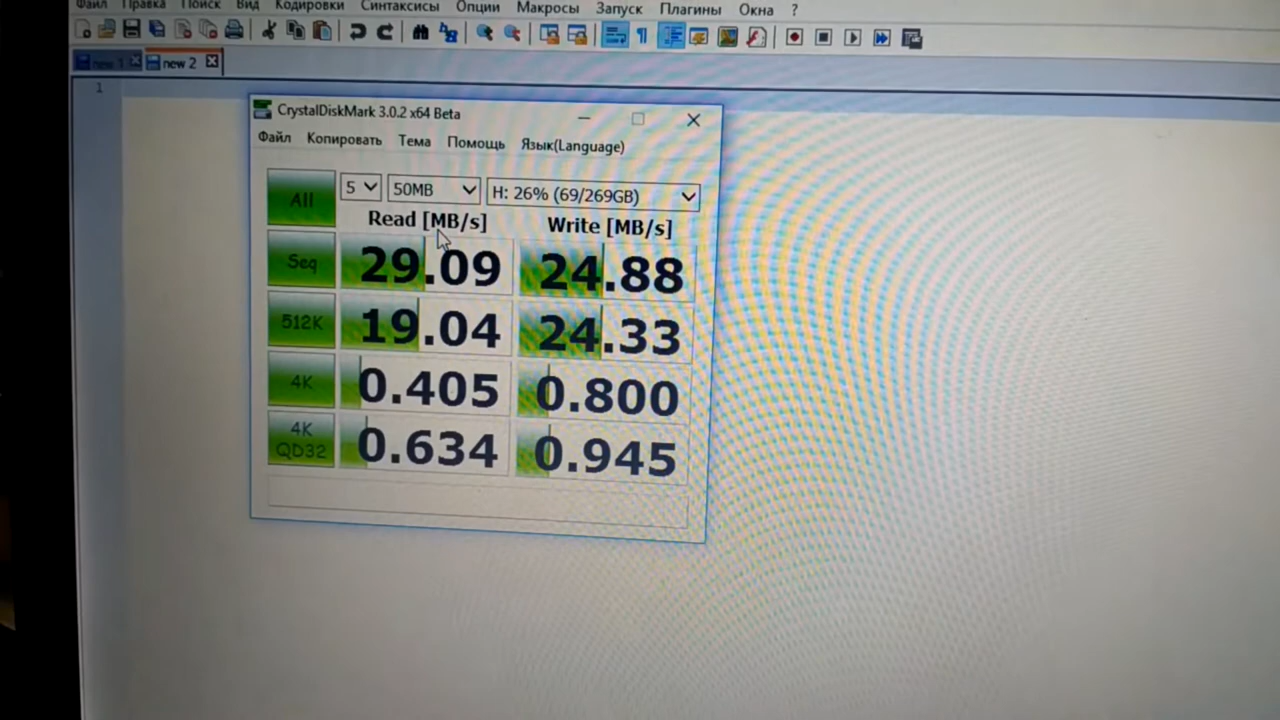 Файл Правка Поиск Вид Кодировки Синтаксисы Опции Макросы Запуск Плагины Окна ?
new 1 new 2
1
CrystalDiskMark 3.0.2 x64 Beta
Файл Копировать Тема Помощь Язык(Language)
All 5 50MB H: 26% (69/269GB)
Read [MB/s] Write [MB/s]
Seq 29.09 24.88
512K 19.04 24.33
4K 0.405 0.800
4K QD32 0.634 0.945